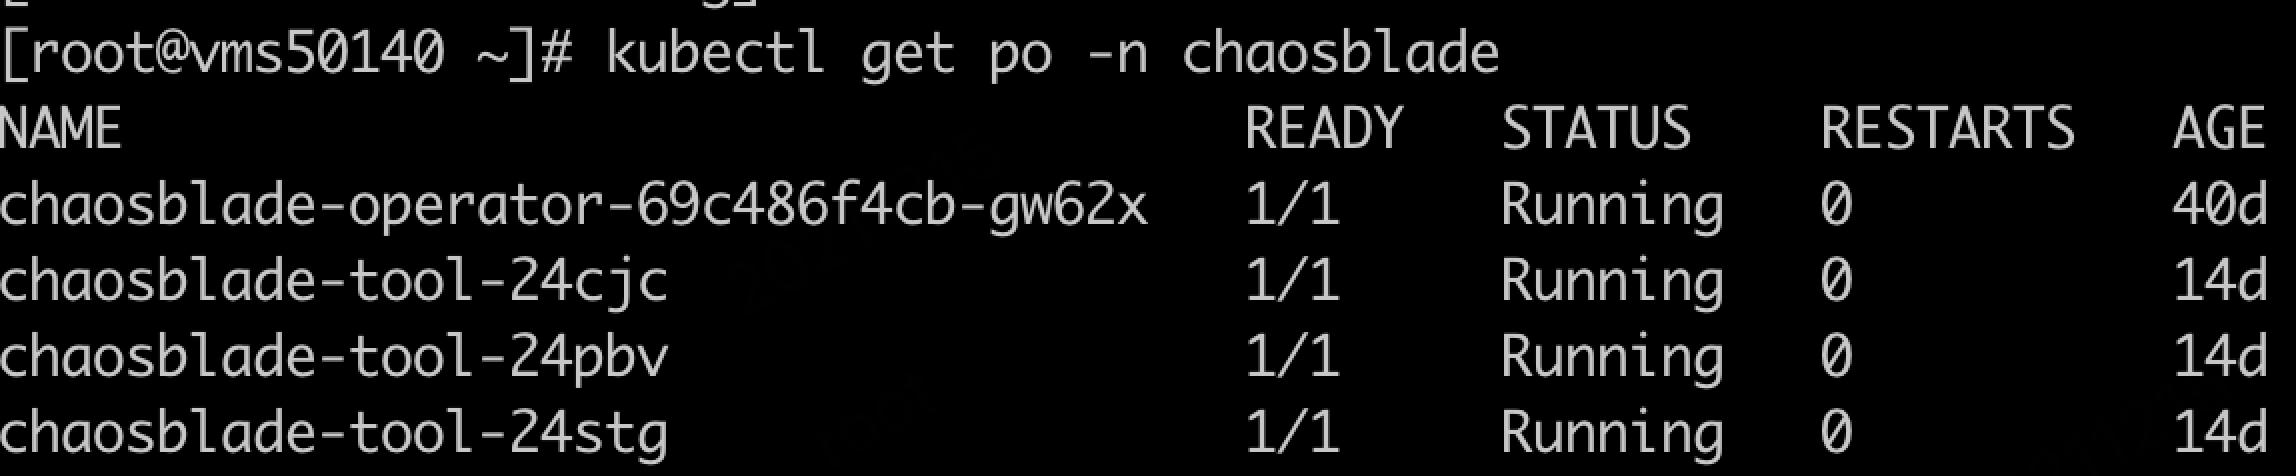 [root@vms50140 ~]# kubectl get po -n chaosblade
NAME READY STATUS RESTARTS AGE
chaosblade-operator-69c486f4cb-gw62x 1/1 Running 0 40d
chaosblade-tool-24cjc 1/1 Running 0 14d
chaosblade-tool-24pbv 1/1 Running 0 14d
chaosblade-tool-24stg 1/1 Running 0 14d